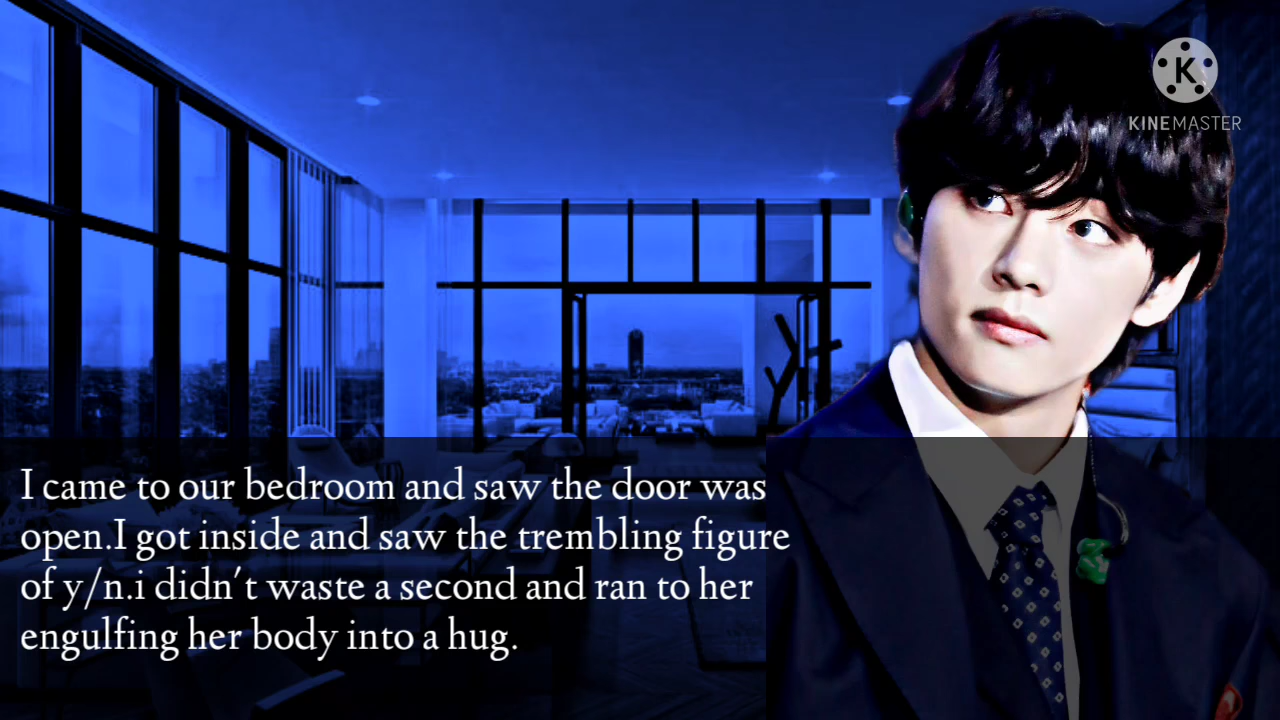 K
KINEMASTER
I came to our bedroom and saw the door was
open.I got inside and saw the trembling figure
of y/n.i didn't waste a second and ran to her
engulfing her body into a hug.